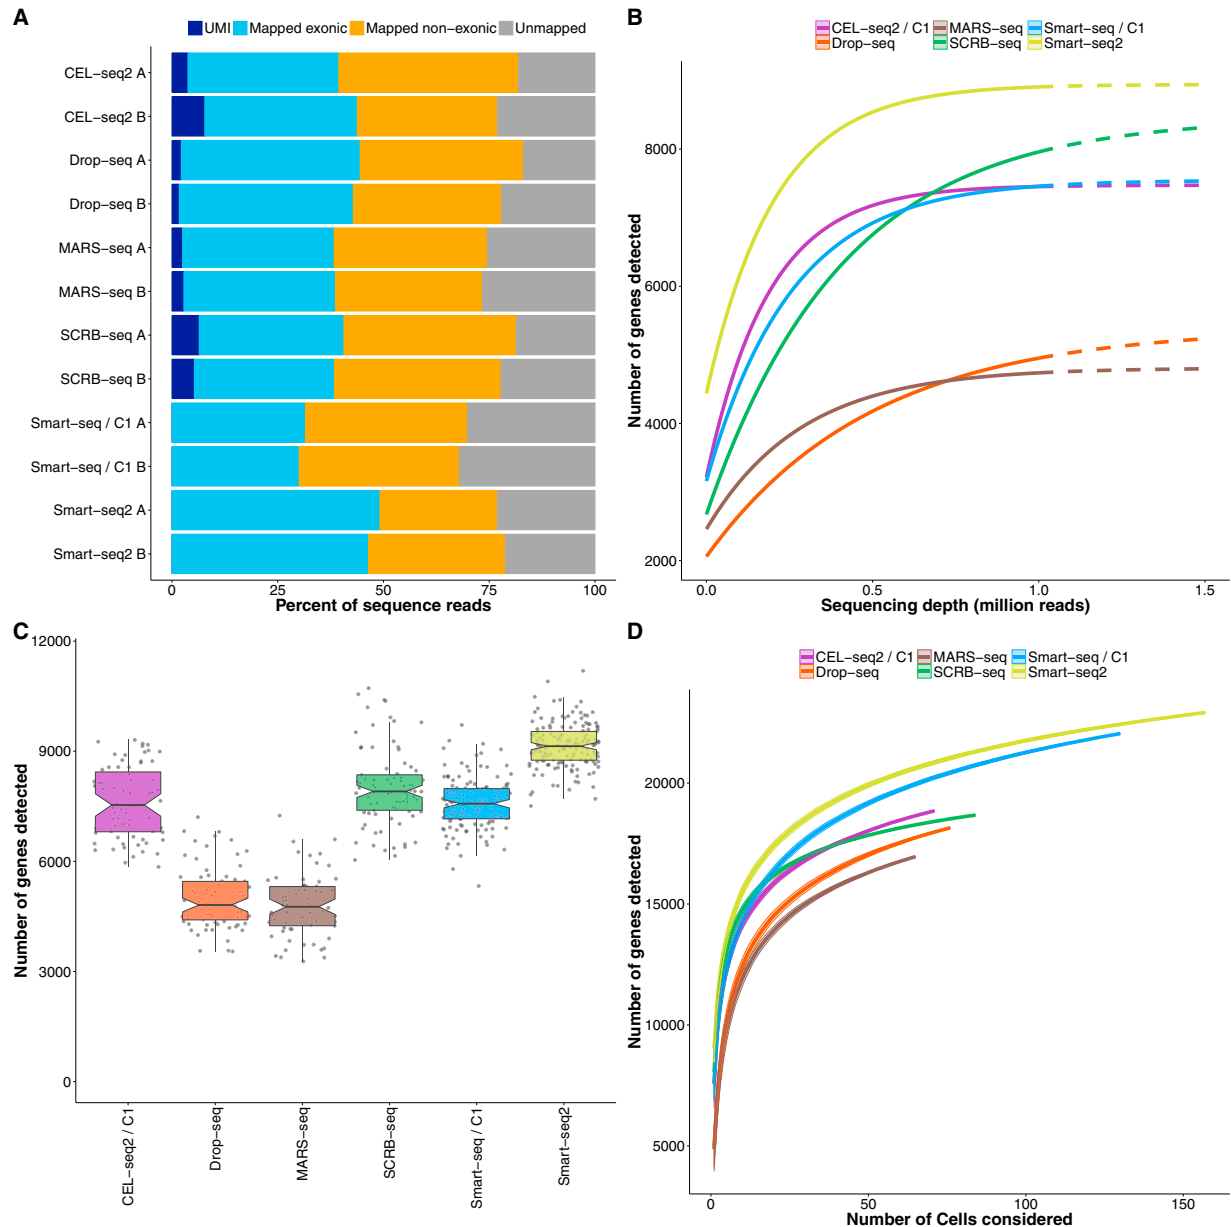 A
UMI Mapped exonic Mapped non−exonic Unmapped
CEL−seq2 A
CEL−seq2 B
Drop−seq A
Drop−seq B
MARS−seq A
MARS−seq B
SCRB−seq A
SCRB−seq B
Smart−seq / C1 A
Smart−seq / C1 B
Smart−seq2 A
Smart−seq2 B
0 25 50 75 100
Percent of sequence reads
B
CEL−seq2 / C1 MARS−seq Smart−seq / C1
Drop−seq SCRB−seq Smart−seq2
Number of genes detected
8000
6000
4000
2000
0.0 0.5 1.0 1.5
Sequencing depth (million reads)
C
Number of genes detected
12000
9000
6000
3000
0
CEL−seq2 / C1
Drop−seq
MARS−seq
SCRB−seq
Smart−seq / C1
Smart−seq2
D
CEL−seq2 / C1 MARS−seq Smart−seq / C1
Drop−seq SCRB−seq Smart−seq2
Number of genes detected
20000
15000
10000
5000
0 50 100 150
Number of Cells considered